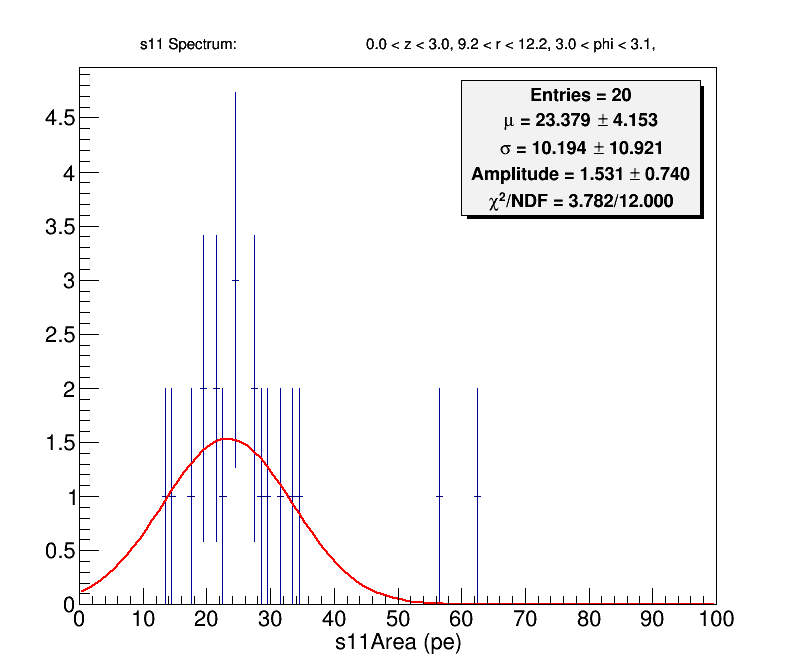 s11 Spectrum: 0.0 < z < 3.0, 9.2 < r < 12.2, 3.0 < phi < 3.1,
Entries = 20
μ = 23.379 ± 4.153
σ = 10.194 ± 10.921
Amplitude = 1.531 ± 0.740
χ²/NDF = 3.782/12.000
4.5
4
3.5
3
2.5
2
1.5
1
0.5
0
0 10 20 30 40 50 60 70 80 90 100
s11Area (pe)